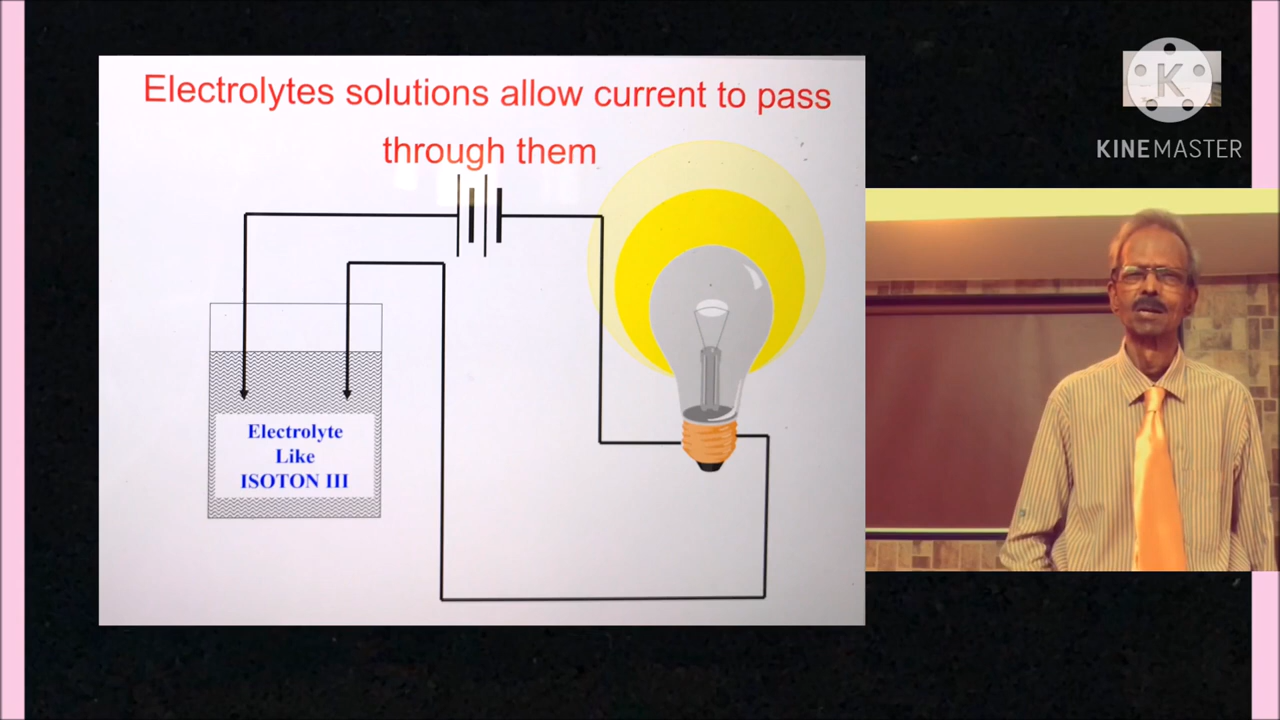 Electrolytes solutions allow current to pass
through them
Electrolyte
Like
ISOTON III
K
KINEMASTER